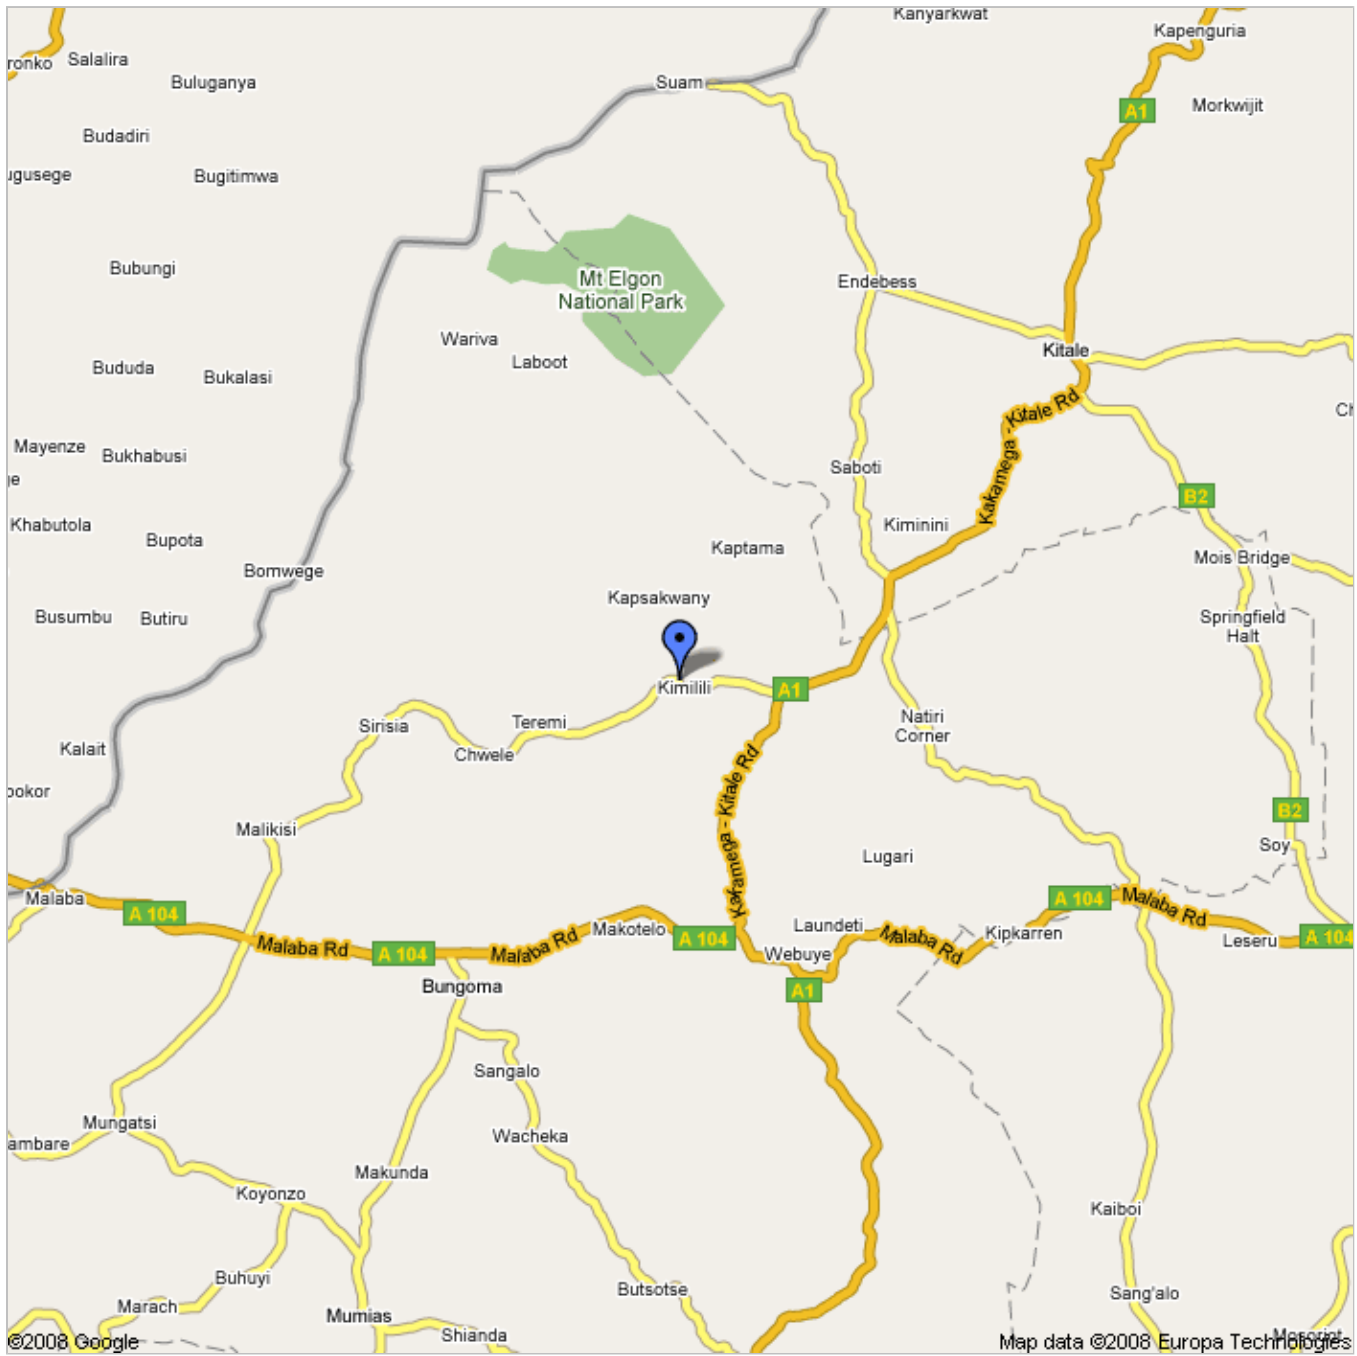 Kanyarkwat
Kapenguria
ronko
Salalira
Buluganya
Suam
A1
Morkwijit
Budadiri
ugusege
Bugitimwa
Bubungi
Mt Elgon
National Park
Endebess
Wariva
Laboot
Kitale
Bududa
Bukalasi
Kakamega - Kitale Rd
Ch
Mayenze
Bukhabusi
ge
Saboti
B2
Khabutola
Bupota
Kiminini
Kaptama
Mois Bridge
Bomwege
Kapsakwany
Busumbu
Butiru
Springfield
Halt
Kimilili
A1
Sirisia
Teremi
Natiri
Corner
Kalait
Chwele
ookor
Kakamega - Kitale Rd
B2
Malikisi
Soy
Lugari
Malaba
A 104
A 104
Malaba Rd
Malaba Rd
Malaba Rd
Malaba Rd
Makotelo
A 104
Laundeti
Kipkarren
Leseru
A 104
A 104
Webuye
Bungoma
A1
Sangalo
Mungatsi
ambare
Wacheka
Makunda
Koyonzo
Kaiboi
Buhuyi
Butsotse
Sang'alo
Marach
Mumias
Shianda
Mosoriot
©2008 Google
Map data ©2008 Europa Technologies